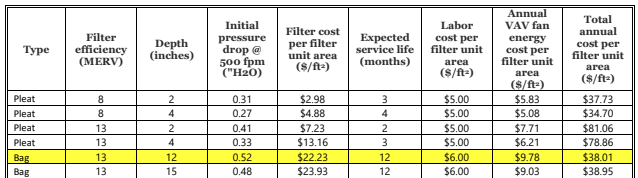 Type | Filter efficiency (MERV) | Depth (inches) | Initial pressure drop @ 500 fpm ("H2O) | Filter cost per filter unit area ($/ft²) | Expected service life (months) | Labor cost per filter unit area ($/ft²) | Annual VAV fan energy cost per filter unit area ($/ft²) | Total annual cost per filter unit area ($/ft²)
Pleat | 8 | 2 | 0.31 | $2.98 | 3 | $5.00 | $5.83 | $37.73
Pleat | 8 | 4 | 0.27 | $4.88 | 4 | $5.00 | $5.08 | $34.70
Pleat | 13 | 2 | 0.41 | $7.23 | 2 | $5.00 | $7.71 | $81.06
Pleat | 13 | 4 | 0.33 | $13.16 | 3 | $5.00 | $6.21 | $78.86
Bag | 13 | 12 | 0.52 | $22.23 | 12 | $6.00 | $9.78 | $38.01
Bag | 13 | 15 | 0.48 | $23.93 | 12 | $6.00 | $9.03 | $38.95